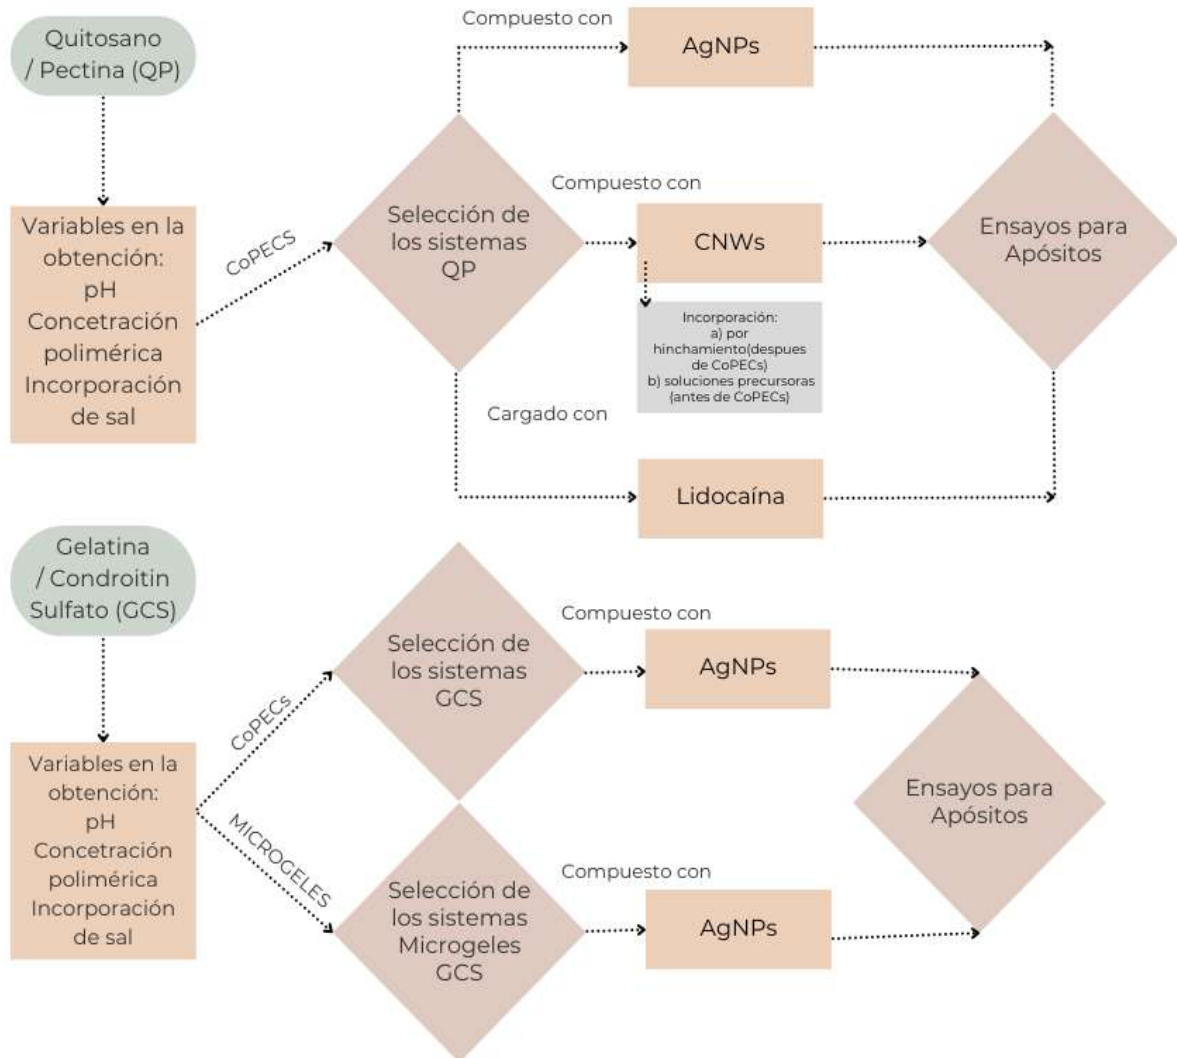 Quitosano
/ Pectina (QP)
Variables en la
obtención:
pH
Concetración
polimérica
Incorporación
de sal
CoPECS
Selección de
los sistemas
QP
Compuesto con
AgNPs
Compuesto con
CNWs
Incorporación:
a) por
hinchamiento(despues
de CoPECs)
b) soluciones precursoras
(antes de CoPECs)
Cargado con
Lidocaína
Ensayos para
Apósitos
Gelatina
/ Condroitin
Sulfato (GCS)
Variables en la
obtención:
pH
Concetración
polimérica
Incorporación
de sal
CoPECs
Selección de
los sistemas
GCS
Compuesto con
AgNPs
MICROGELES
Selección de
los sistemas
Microgeles
GCS
Compuesto con
AgNPs
Ensayos para
Apósitos